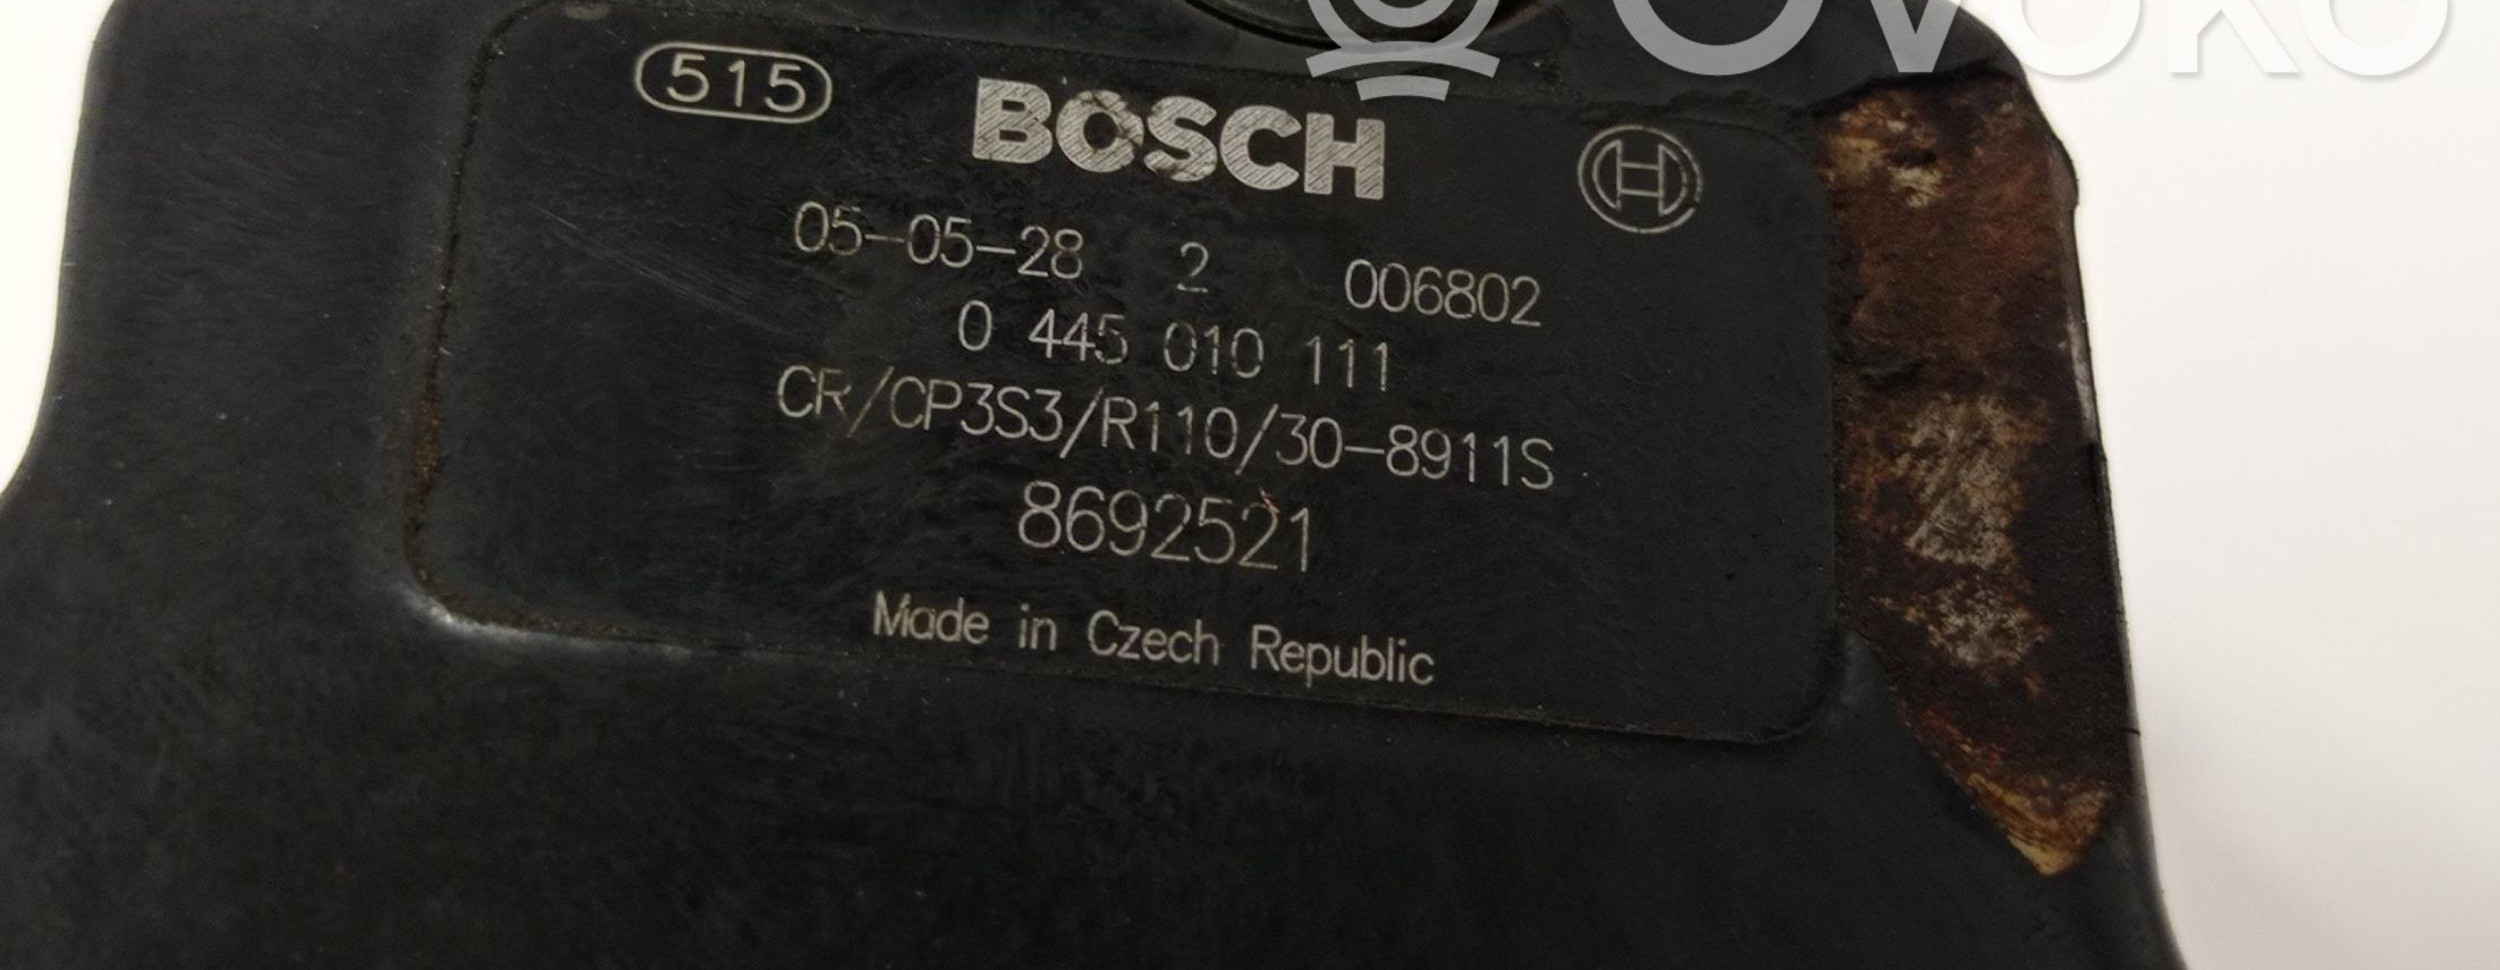 OVOKO
515
BOSCH
05-05-28 2 006802
0 445 010 111
CR/CP3S3/R110/30-8911S
8692521
Made in Czech Republic